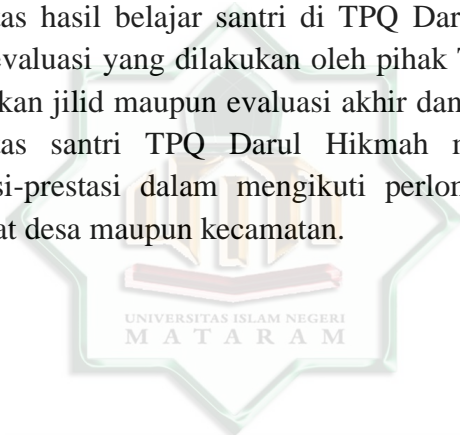 as hasil belajar santri di TPQ Dar
evaluasi yang dilakukan oleh pihak
kan jilid maupun evaluasi akhir dan
as santri TPQ Darul Hikmah
si-prestasi dalam mengikuti perlon
at desa maupun kecamatan.
UNIVERSITAS ISLAM NEGERI
MATARAM